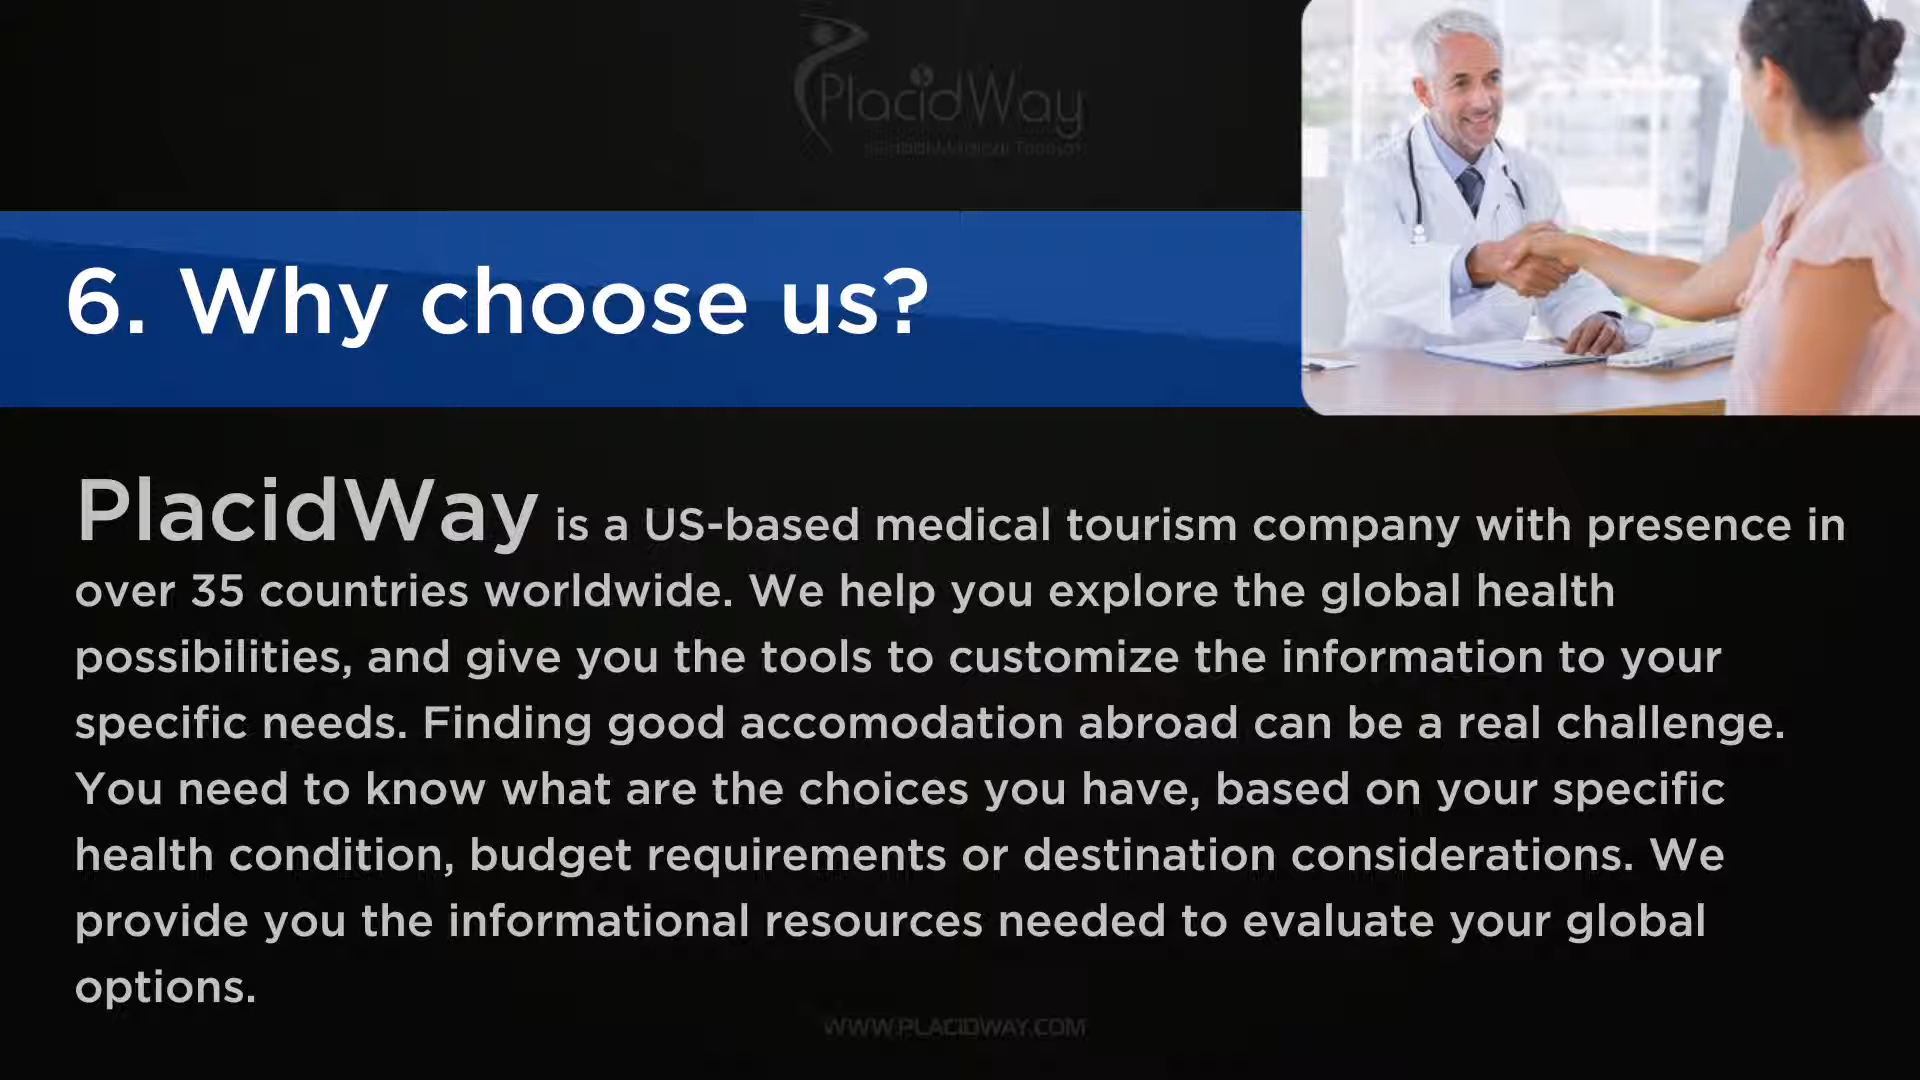 PlacidWay
6. Why choose us?
PlacidWay is a US-based medical tourism company with presence in
over 35 countries worldwide. We help you explore the global health
possibilities, and give you the tools to customize the information to your
specific needs. Finding good accomodation abroad can be a real challenge.
You need to know what are the choices you have, based on your specific
health condition, budget requirements or destination considerations. We
provide you the informational resources needed to evaluate your global
options.
WWW.PLACIDWAY.COM